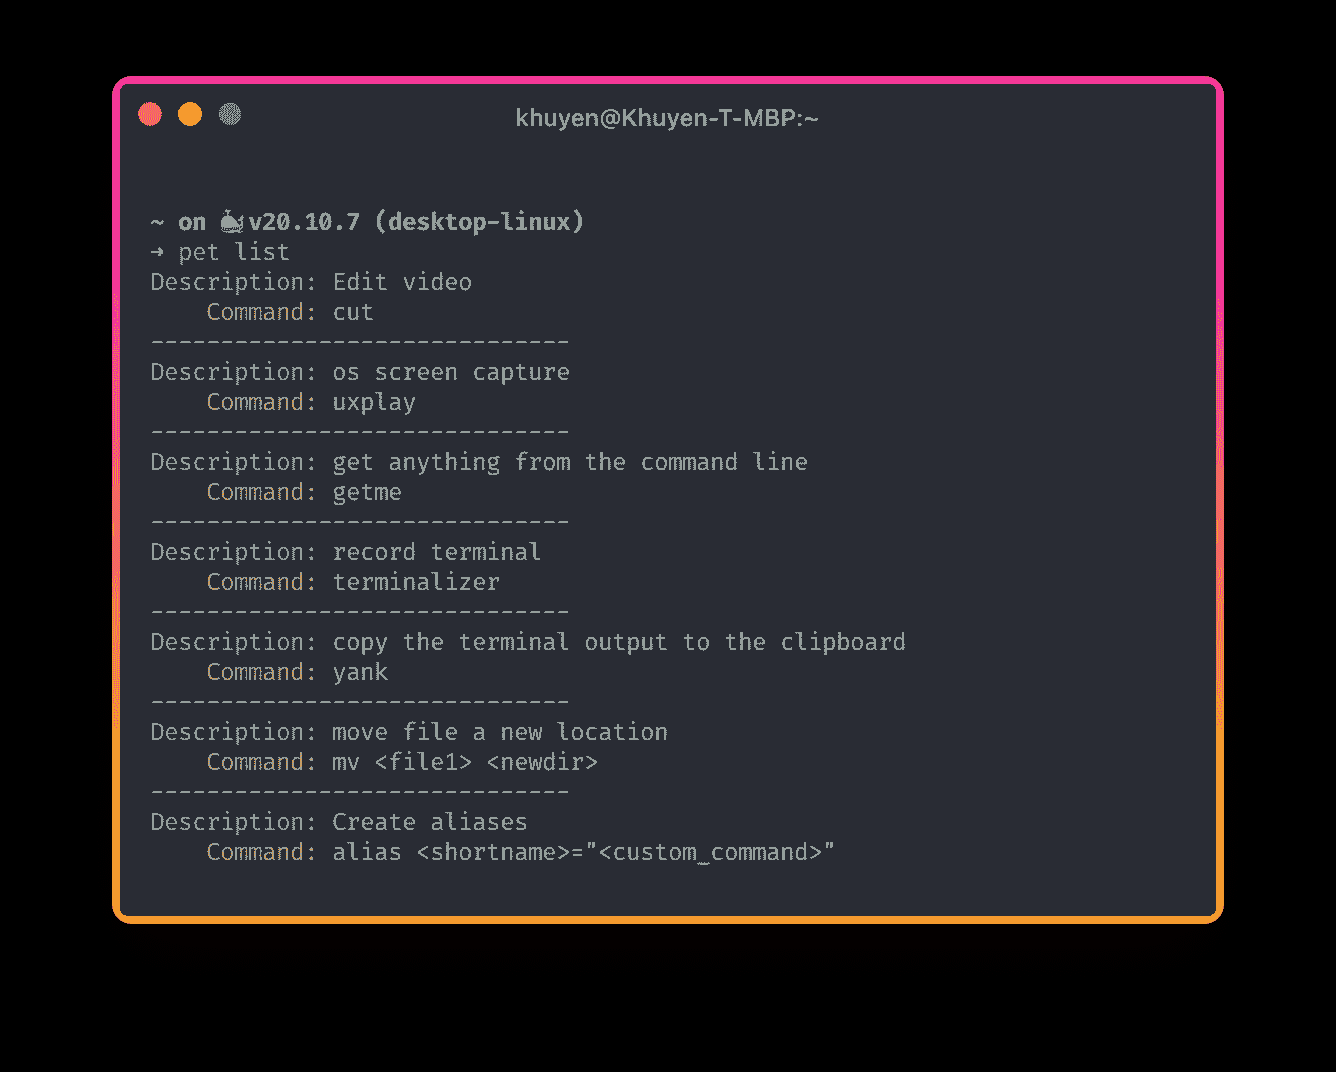 khuyen@Khuyen-T-MBP:~
~ on 🐳v20.10.7 (desktop-linux)
➜ pet list
Description: Edit video
    Command: cut
------------------------------
Description: os screen capture
    Command: uxplay
------------------------------
Description: get anything from the command line
    Command: getme
------------------------------
Description: record terminal
    Command: terminalizer
------------------------------
Description: copy the terminal output to the clipboard
    Command: yank
------------------------------
Description: move file a new location
    Command: mv <file1> <newdir>
------------------------------
Description: Create aliases
    Command: alias <shortname>="<custom_command>"